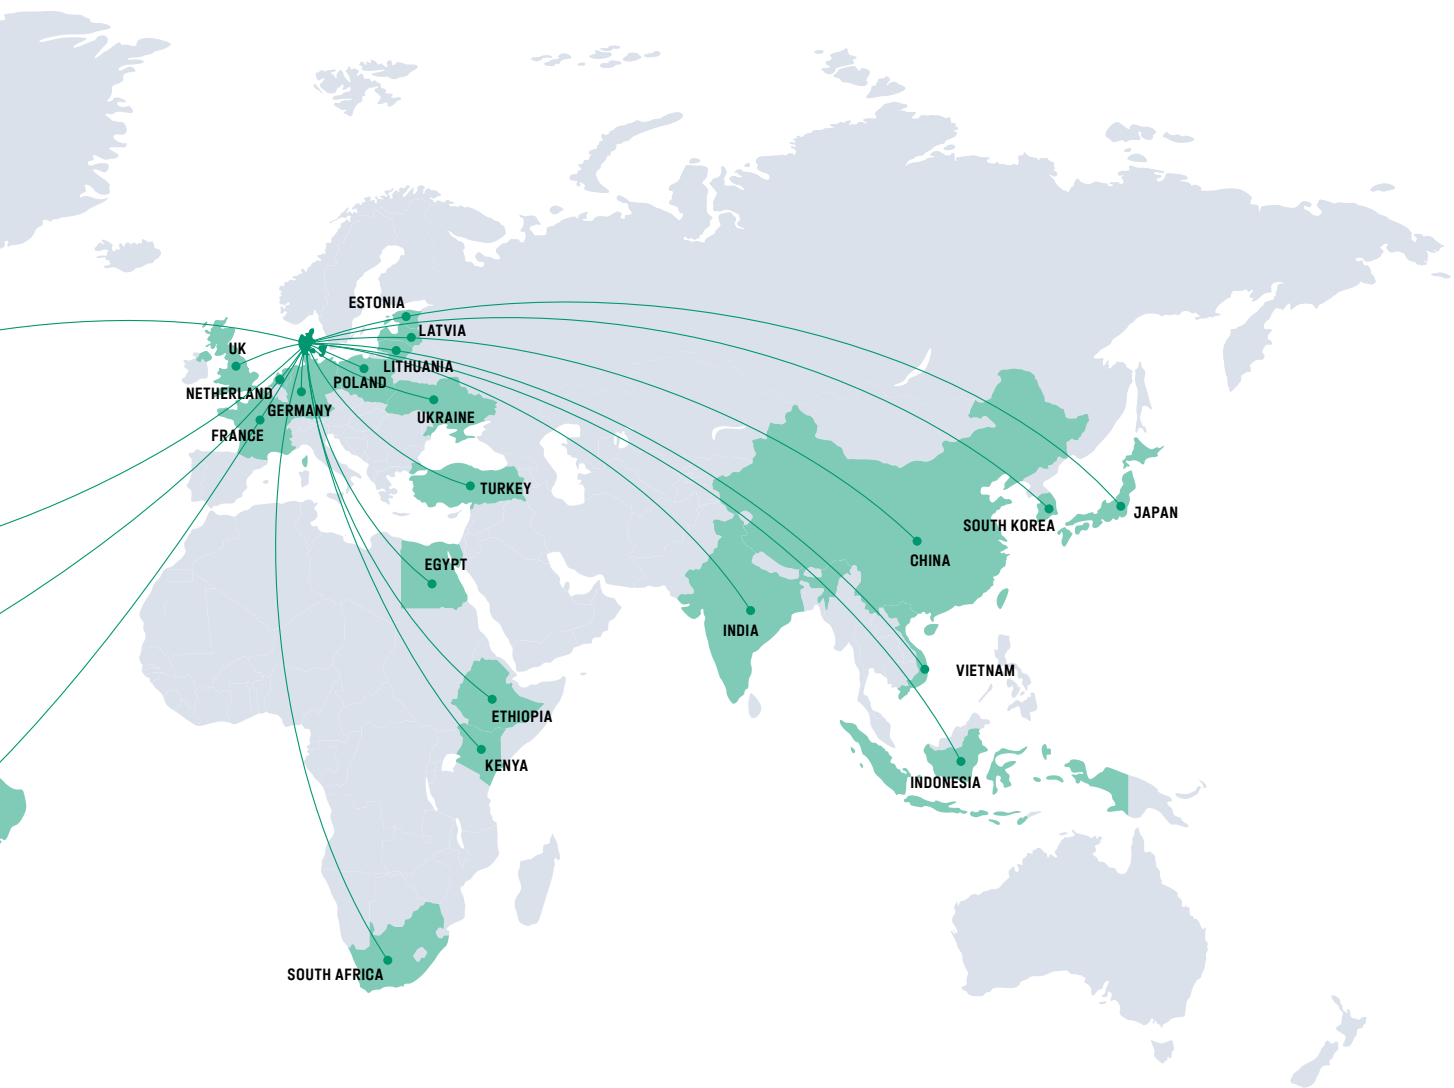 ESTONIA
LATVIA
UK
LITHUANIA
POLAND
NETHERLAND
GERMANY
UKRAINE
FRANCE
TURKEY
JAPAN
SOUTH KOREA
CHINA
EGYPT
INDIA
VIETNAM
ETHIOPIA
KENYA
INDONESIA
SOUTH AFRICA